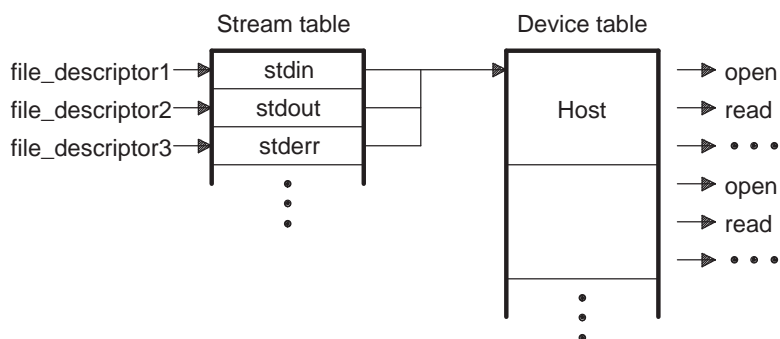 Stream table
Device table
file_descriptor1
stdin
open
file_descriptor2
stdout
Host
read
file_descriptor3
stderr
open
read